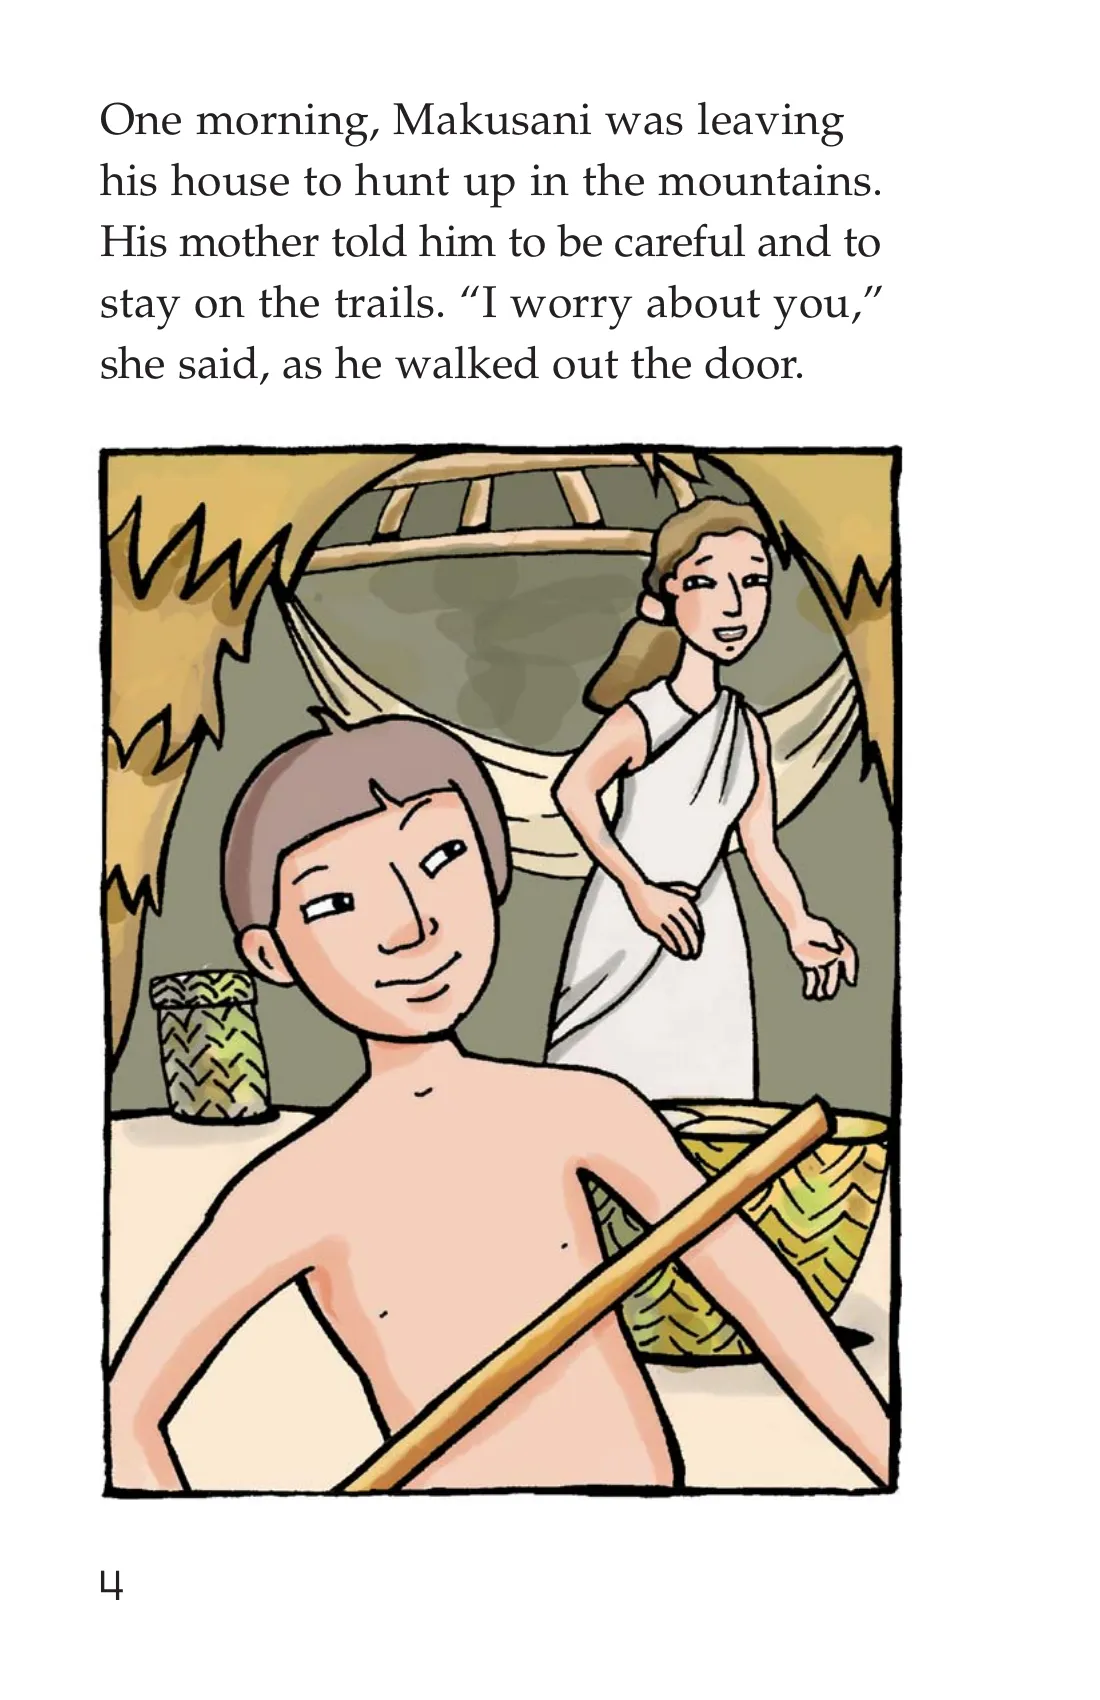 One morning, Makusani was leaving
his house to hunt up in the mountains.
His mother told him to be careful and to
stay on the trails. “I worry about you,”
she said, as he walked out the door.
4